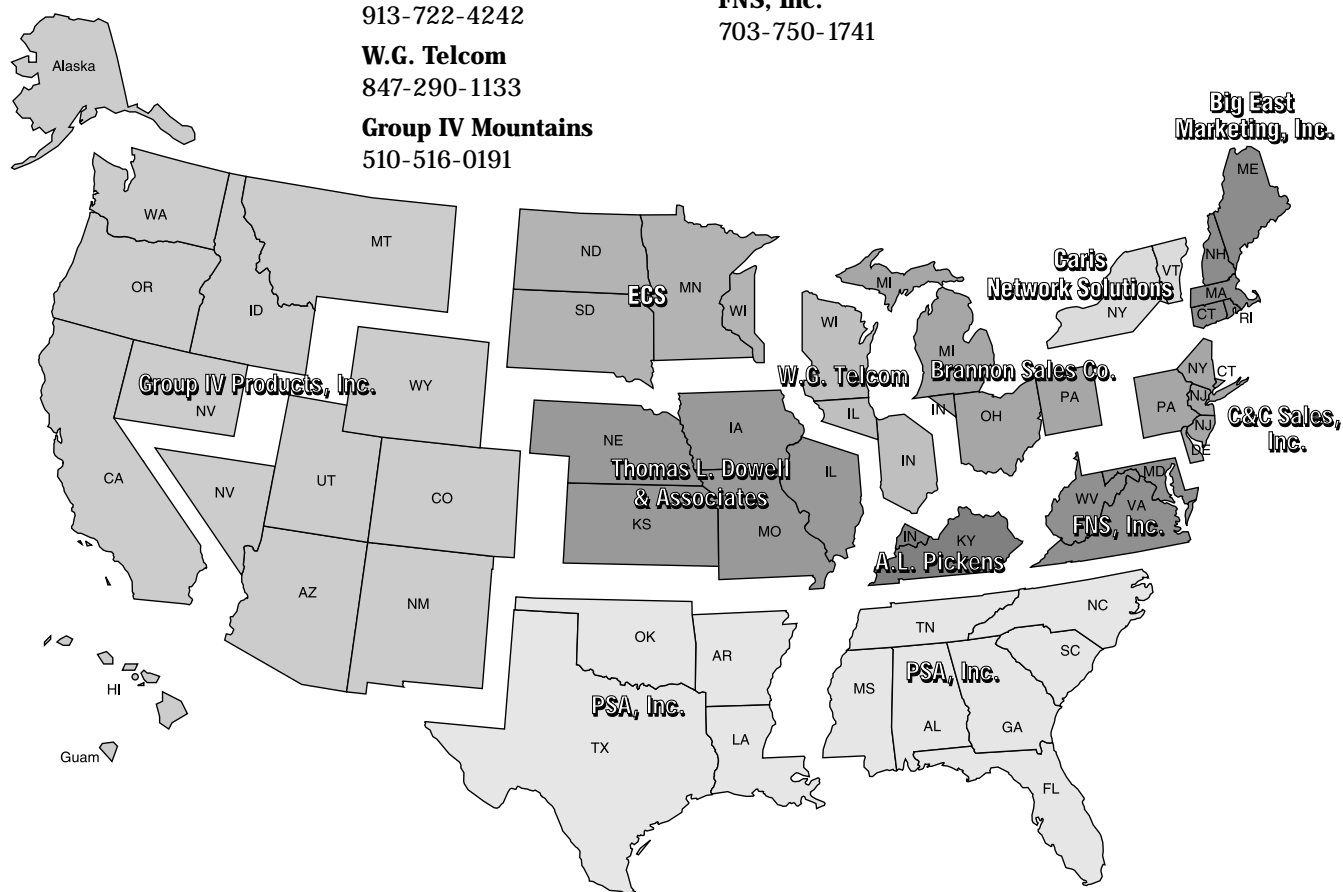 913-722-4242
W.G. Telcom
847-290-1133
Group IV Mountains
510-516-0191
FNS, Inc.
703-750-1741
Alaska
WA
OR
ID
MT
Group IV Products, Inc.
NV
WY
CA
NV
UT
CO
AZ
NM
HI
Guam
ND
SD
ECS
MN
WI
NE
IA
Thomas L. Dowell
& Associates
KS
MO
IL
WI
W.G. Telcom
IL
IN
MI
MI
Brannon Sales Co.
IN
OH
PA
IN
KY
A.L. Pickens
Caris
Network Solutions
NY
VT
Big East
Marketing, Inc.
ME
NH
MA
CT
RI
NY
CT
PA
NJ
NJ
DE
C&C Sales,
Inc.
MD
WV
VA
FNS, Inc.
OK
AR
PSA, Inc.
TX
LA
TN
NC
SC
MS
PSA, Inc.
AL
GA
FL